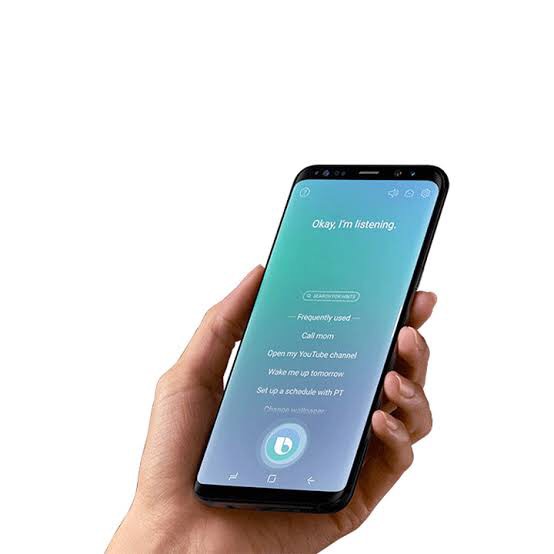 Okay, I'm listening.
SEARCH FOR HINTS
Frequently used
Call mom
Open my YouTube channel
Wake me up tomorrow
Set up a schedule with PT
Change wallpaper